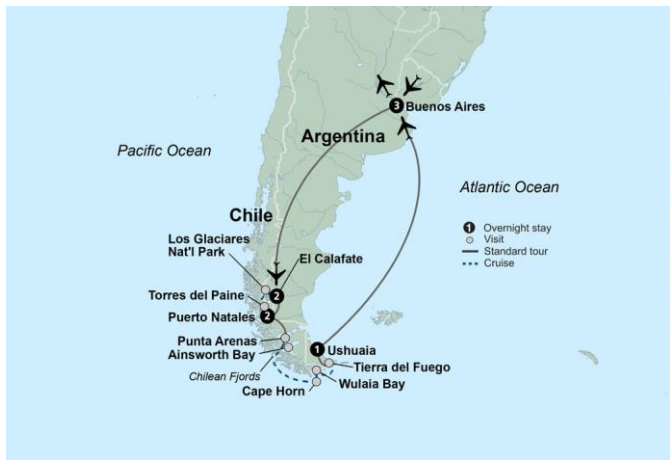 3
Buenos Aires
Argentina
Pacific Ocean
Atlantic Ocean
Chile
1 Overnight stay
Visit
Standard tour
Cruise
Los Glaciares
Nat'l Park
El Calafate
2
Torres del Paine
2
Puerto Natales
Punta Arenas
Ainsworth Bay
1
Ushuaia
Chilean Fjords
Tierra del Fuego
Wulaia Bay
Cape Horn